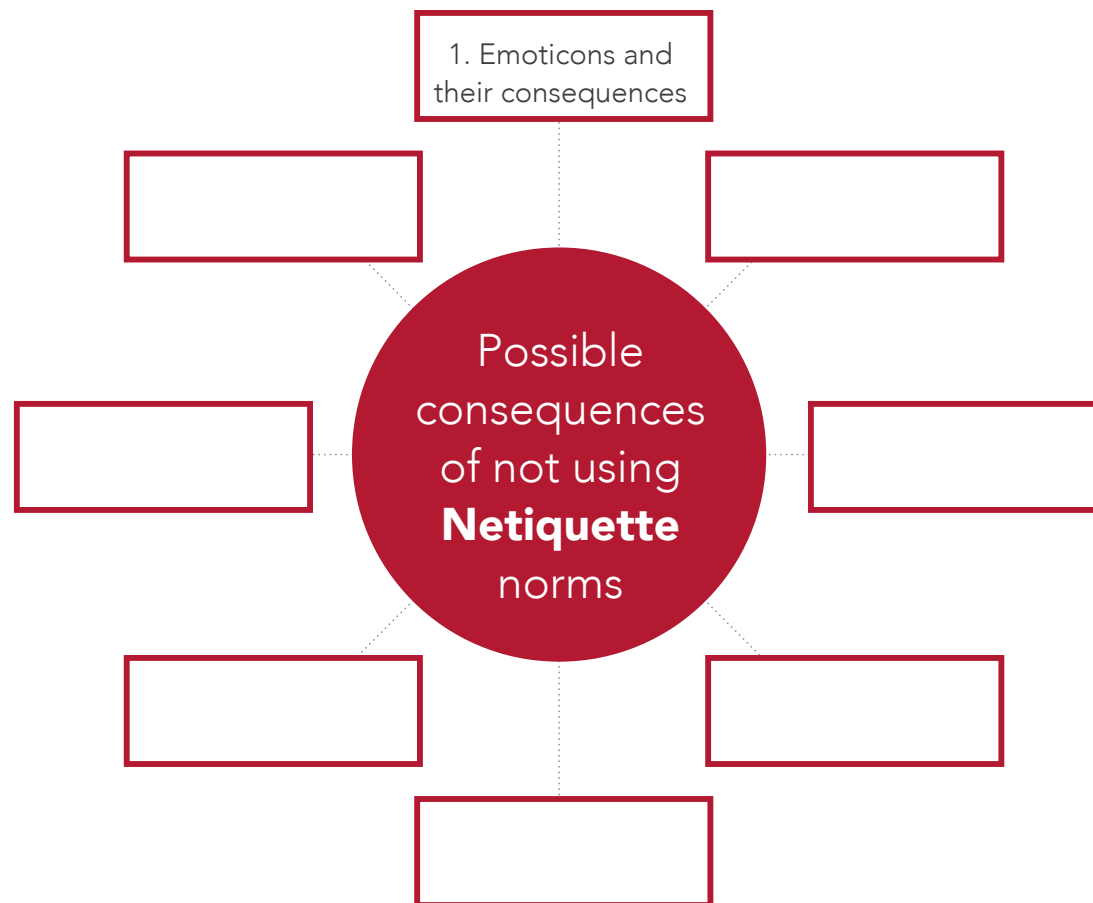 1. Emoticons and
their consequences
Possible
consequences
of not using
Netiquette
norms